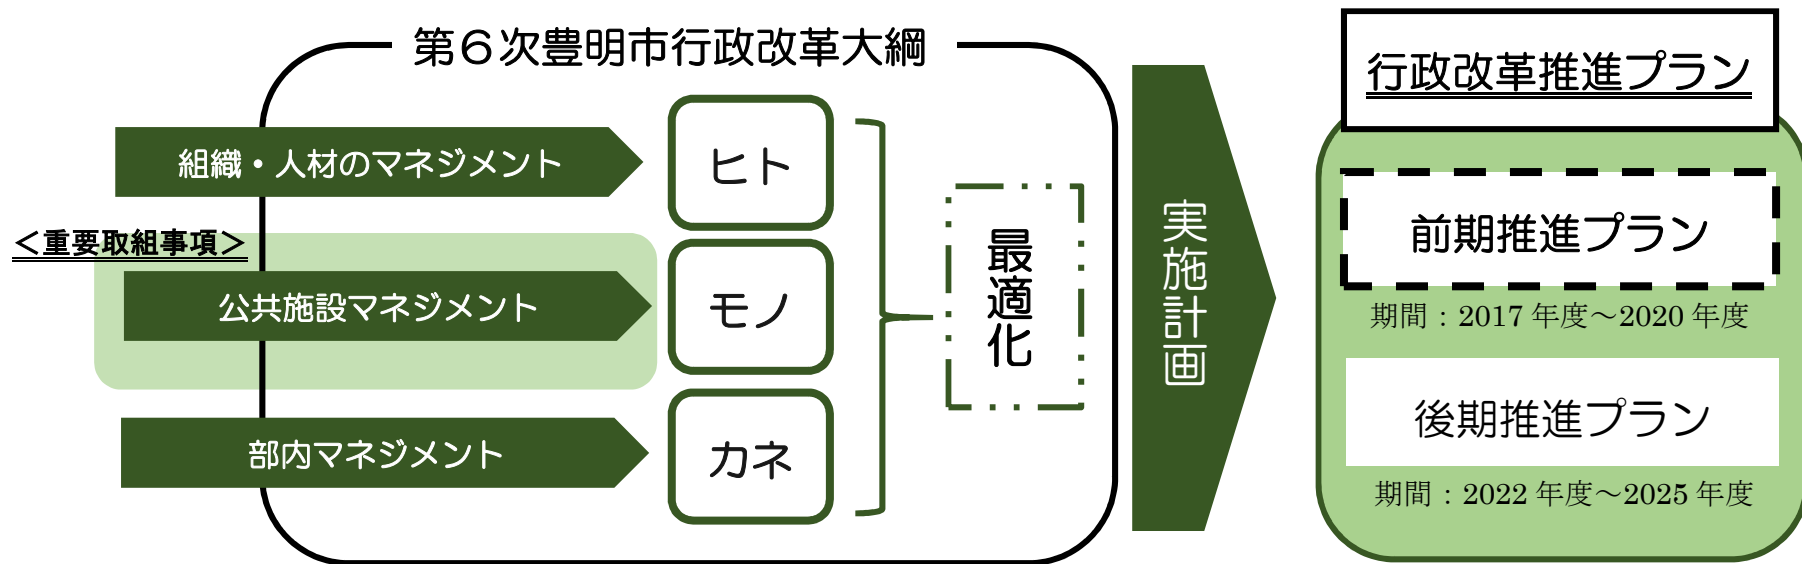 第６次豊明市行政改革大綱
組織・人材のマネジメント
ヒト
＜重要取組事項＞
公共施設マネジメント
モノ
部内マネジメント
カネ
最適化
実施計画
行政改革推進プラン
前期推進プラン
期間：2017 年度～2020 年度
後期推進プラン
期間：2022 年度～2025 年度